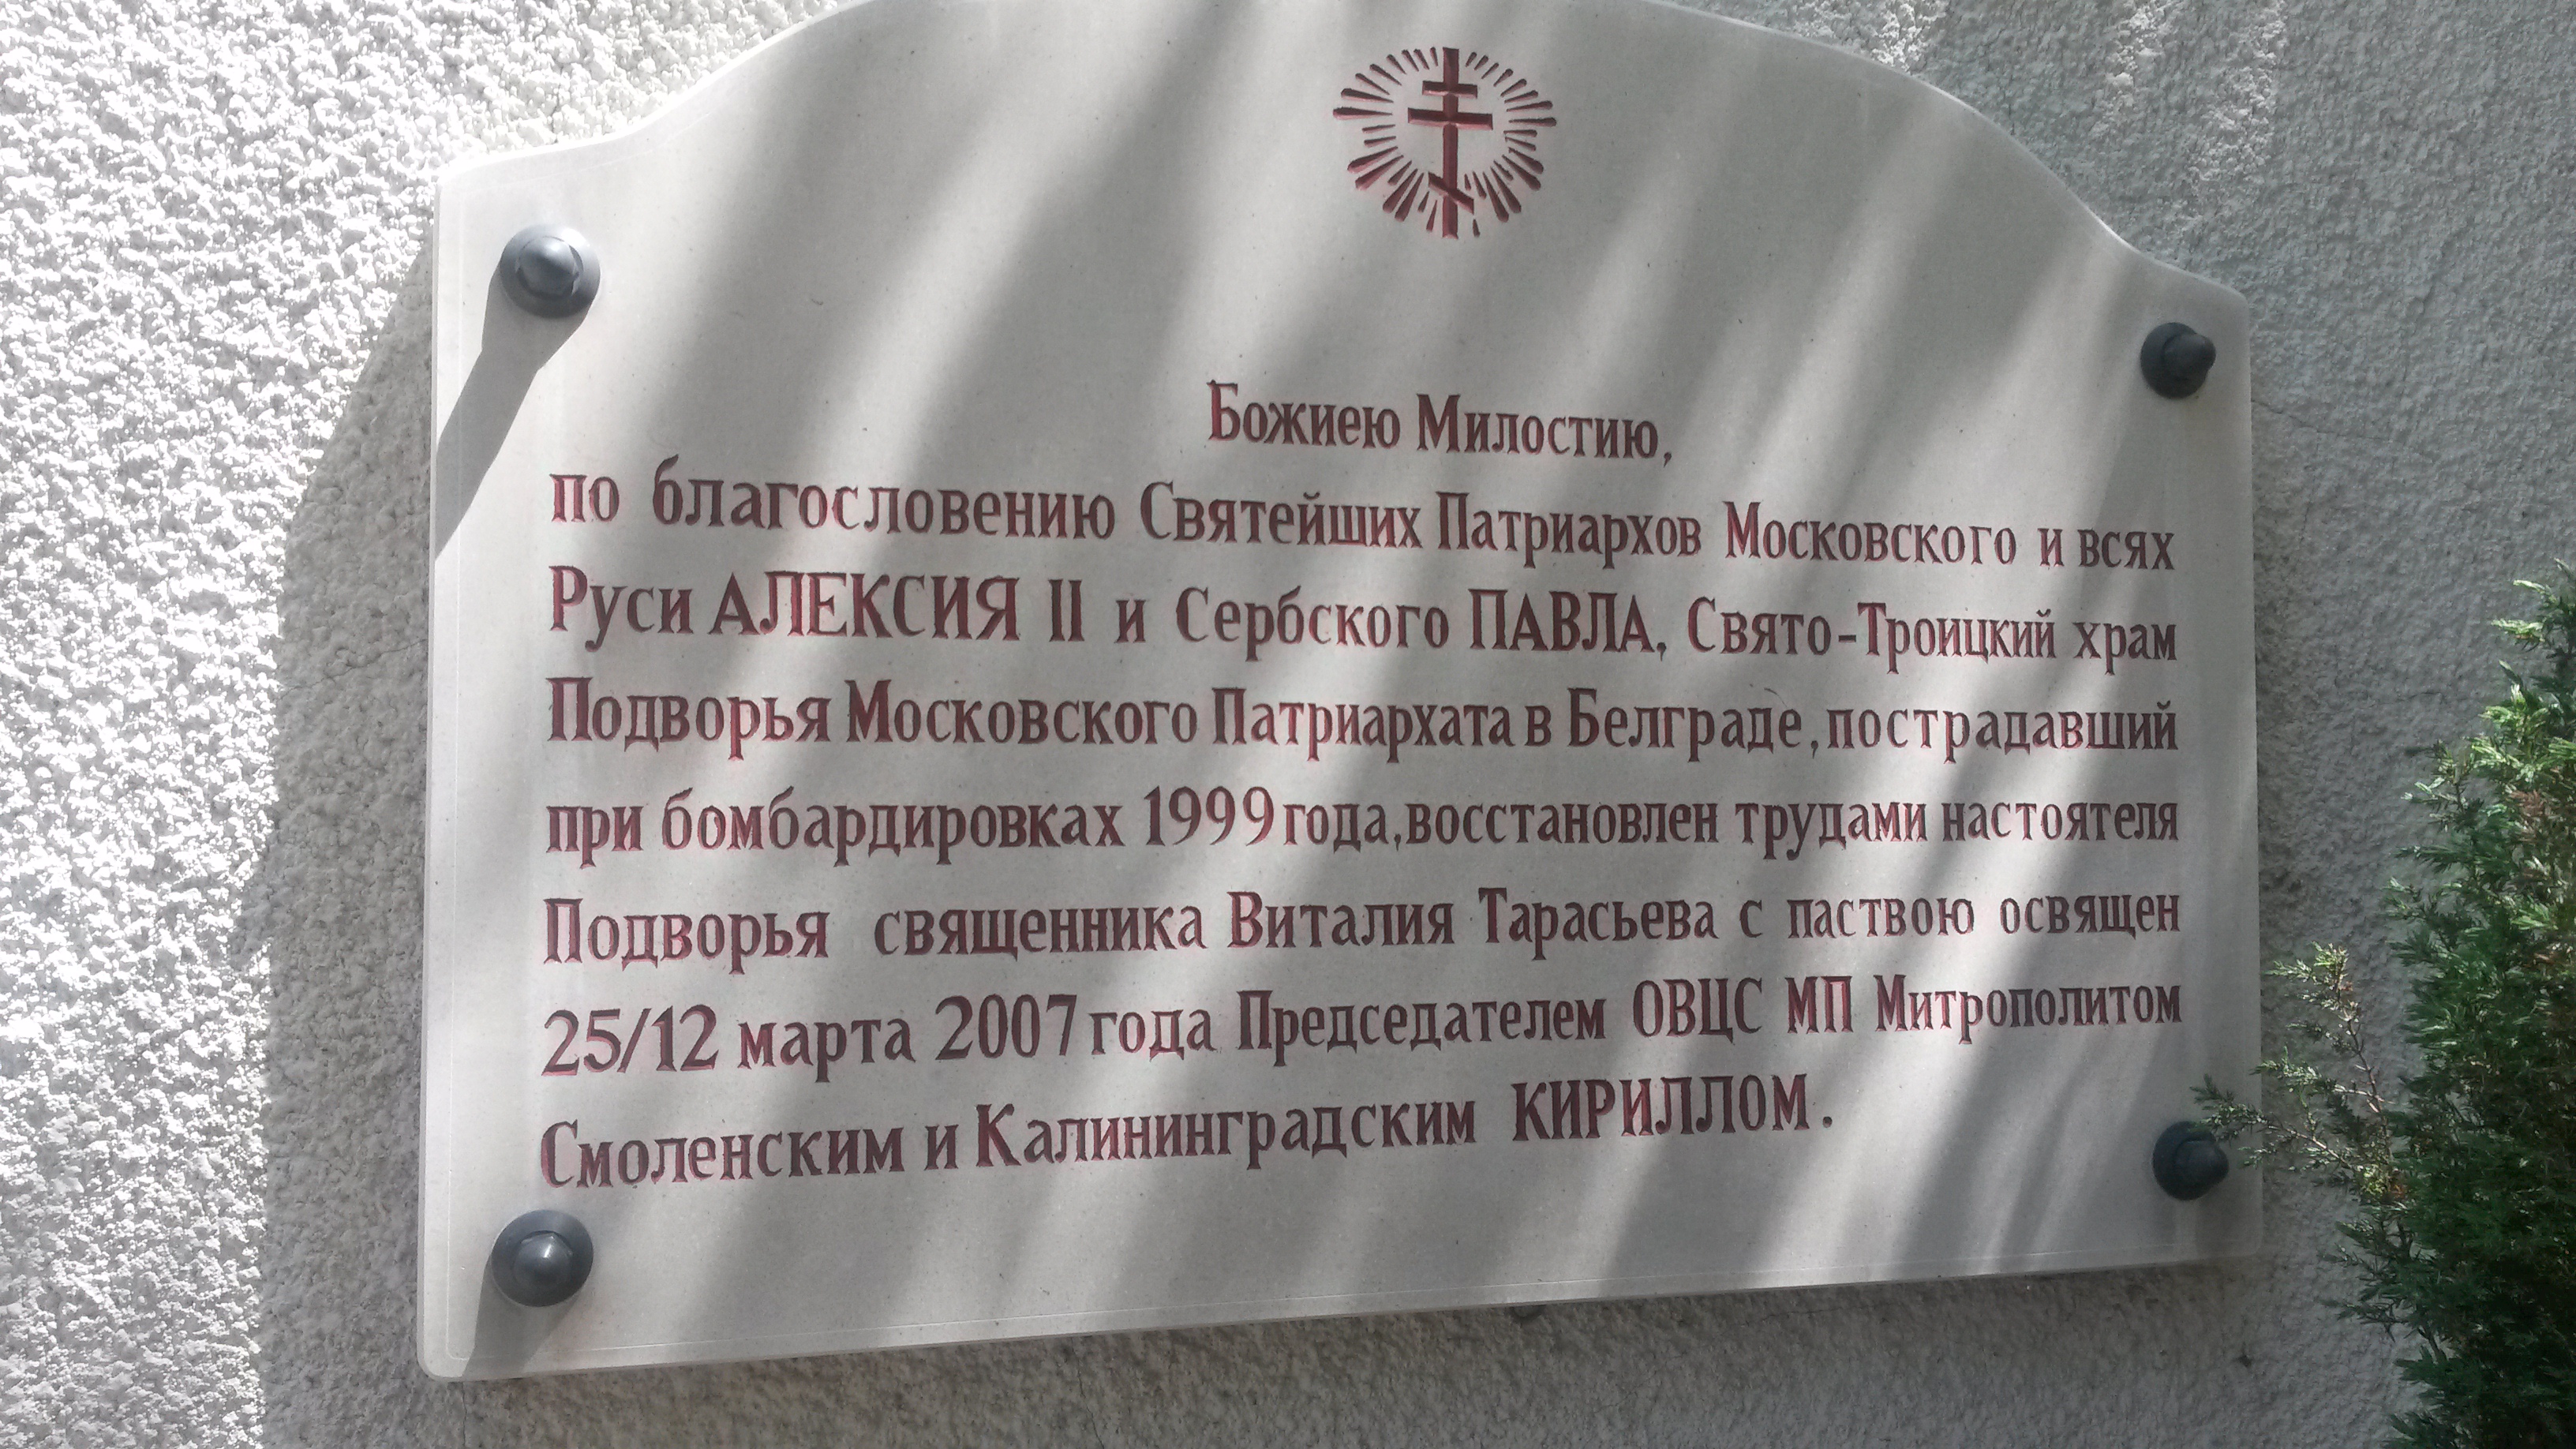 Божиею Милостию,
по благословению Святейших Патриархов Московского и всях
Руси АЛЕКСИЯ II и Сербского ПАВЛА, Свято-Троицкий храм
Подворья Московского Патриархата в Белграде, пострадавший
при бомбардировках 1999 года, восстановлен трудами настоятеля
Подворья священника Виталия Тарасьева с паствою освящен
25/12 марта 2007 года Председателем ОВЦС МП Митрополитом
Смоленским и Калининградским КИРИЛЛОМ.